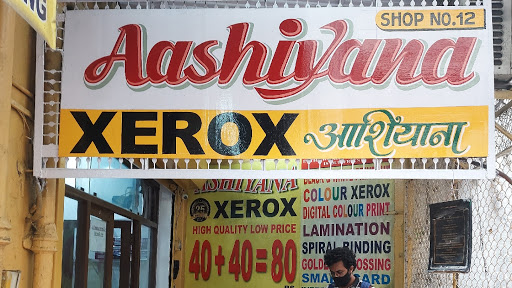 SHOP NO.12
Aashiyana
XEROX आशियाना
ASHIYANA
XEROX
HIGH QUALITY LOW PRICE
40+40=80
COLOUR XEROX
DIGITAL COLOUR PRINT
LAMINATION
SPIRAL BINDING